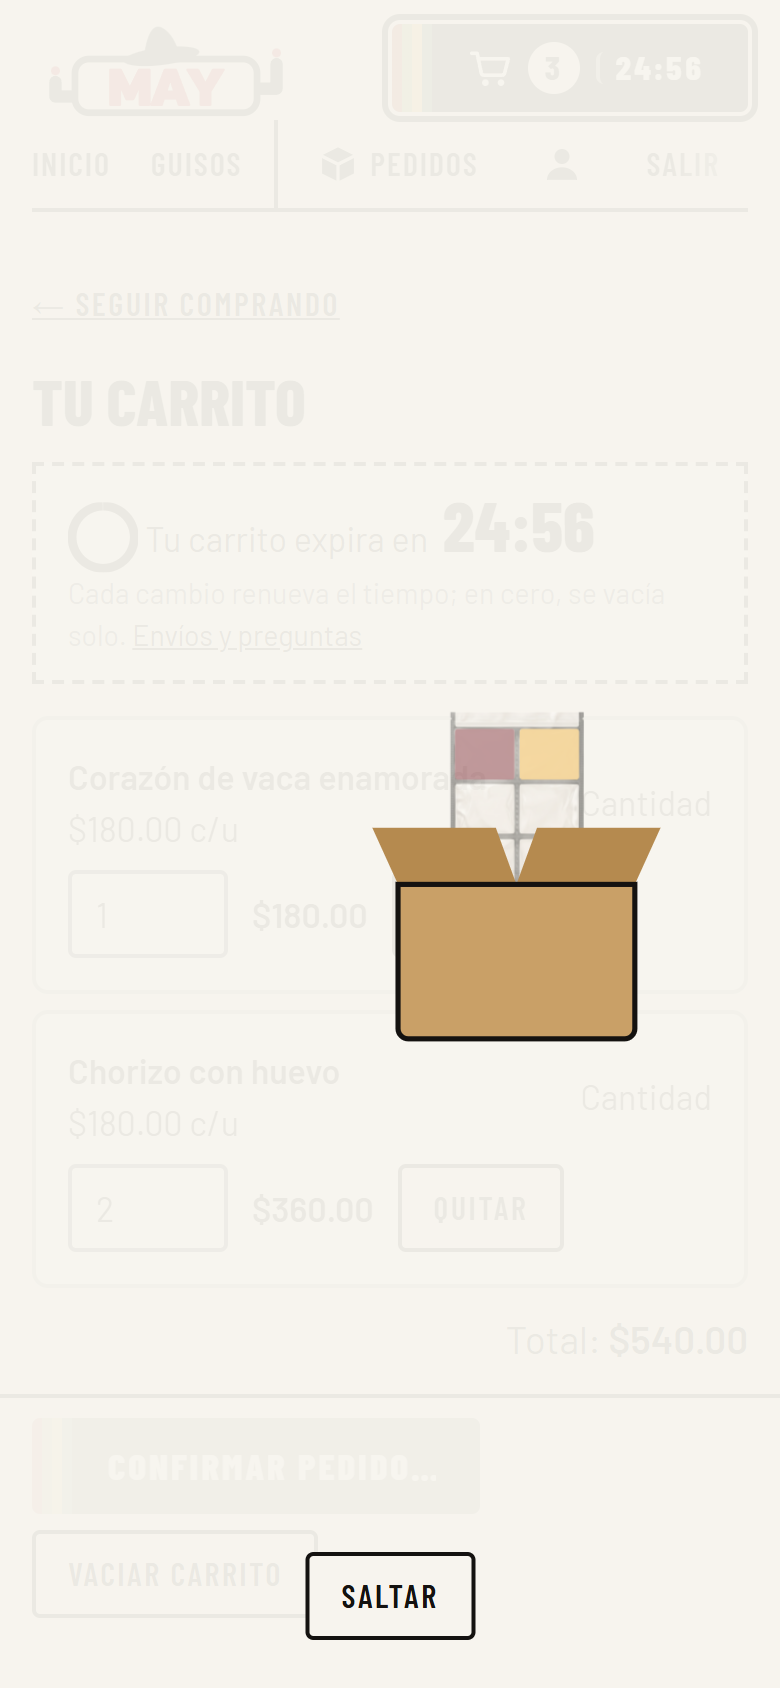 MAY
3
24:56
INICIO GUISOS PEDIDOS SALIR
← SEGUIR COMPRANDO
TU CARRITO
Tu carrito expira en 24:56
Cada cambio renueva el tiempo; en cero, se vacía
solo. Envíos y preguntas
Corazón de vaca enamorada
$180.00 c/u
Cantidad
1
$180.00
Chorizo con huevo
$180.00 c/u
Cantidad
2
$360.00
QUITAR
Total: $540.00
CONFIRMAR PEDIDO...
VACIAR CARRITO
SALTAR